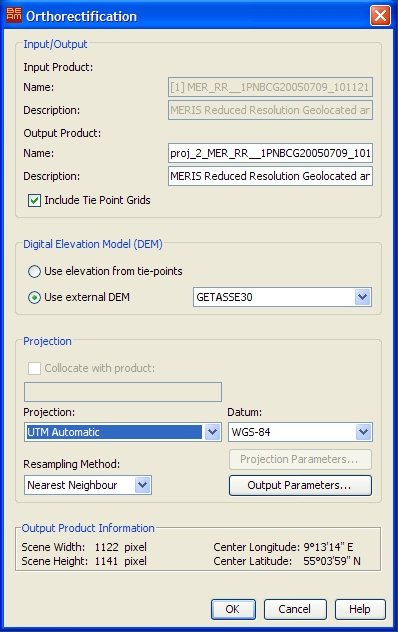 BEAM Orthorectification
Input/Output
Input Product:
Name: [1] MER_RR__1PNBCG20050709_101121
Description: MERIS Reduced Resolution Geolocated ar
Output Product:
Name: proj_2_MER_RR__1PNBCG20050709_101
Description: MERIS Reduced Resolution Geolocated ar
Include Tie Point Grids
Digital Elevation Model (DEM)
Use elevation from tie-points
Use external DEM GETASSE30
Projection
Collocate with product:
Projection: Datum:
UTM Automatic WGS-84
Projection Parameters...
Resampling Method:
Nearest Neighbour Output Parameters...
Output Product Information
Scene Width: 1122 pixel Center Longitude: 9°13'14" E
Scene Height: 1141 pixel Center Latitude: 55°03'59" N
OK Cancel Help